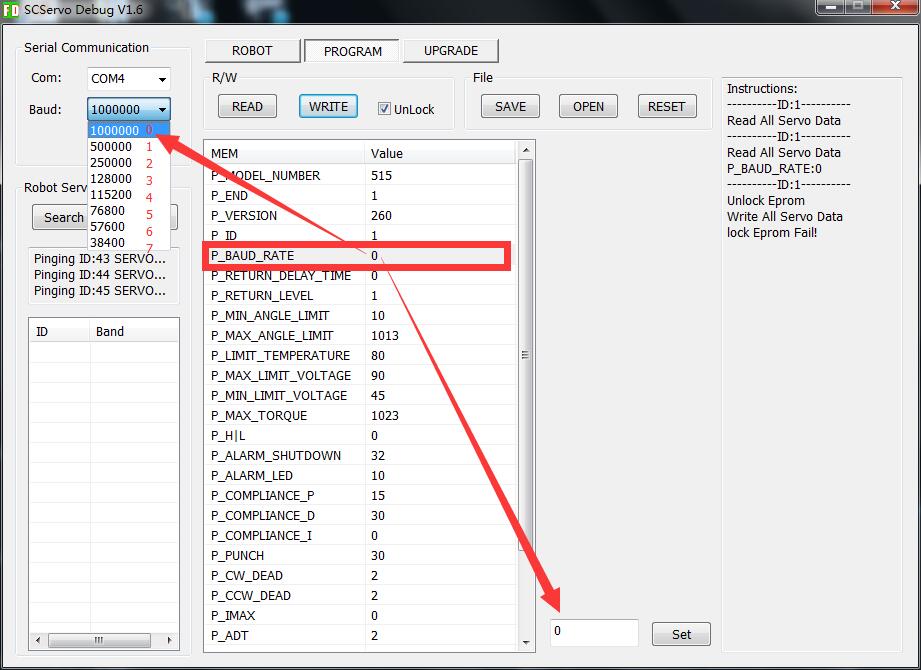 FD SCServo Debug V1.6
Serial Communication
Com: COM4
Baud: 1000000
1000000 0
500000 1
250000 2
128000 3
115200 4
76800 5
57600 6
38400 7
Robot Serv
Search
Pinging ID:43 SERVO...
Pinging ID:44 SERVO...
Pinging ID:45 SERVO...
ID Band
ROBOT PROGRAM UPGRADE
R/W
READ WRITE UnLock
File
SAVE OPEN RESET
MEM Value
P_MODEL_NUMBER 515
P_END 1
P_VERSION 260
P_ID 1
P_BAUD_RATE 0
P_RETURN_DELAY_TIME 0
P_RETURN_LEVEL 1
P_MIN_ANGLE_LIMIT 10
P_MAX_ANGLE_LIMIT 1013
P_LIMIT_TEMPERATURE 80
P_MAX_LIMIT_VOLTAGE 90
P_MIN_LIMIT_VOLTAGE 45
P_MAX_TORQUE 1023
P_H|L 0
P_ALARM_SHUTDOWN 32
P_ALARM_LED 10
P_COMPLIANCE_P 15
P_COMPLIANCE_D 30
P_COMPLIANCE_I 0
P_PUNCH 30
P_CW_DEAD 2
P_CCW_DEAD 2
P_IMAX 0
P_ADT 2
0 Set
Instructions:
----------ID:1----------
Read All Servo Data
----------ID:1----------
Read All Servo Data
P_BAUD_RATE:0
----------ID:1----------
Unlock Eprom
Write All Servo Data
lock Eprom Fail!